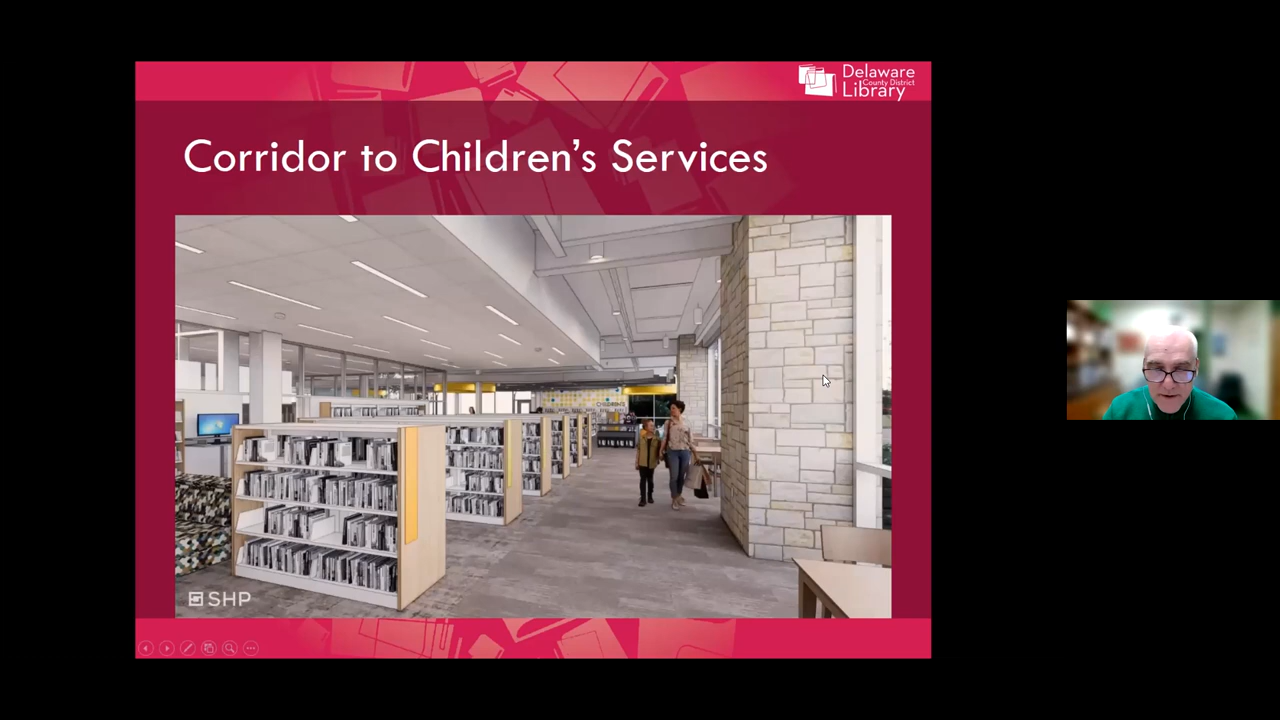 Delaware
County District
Library
Corridor to Children's Services
SHP